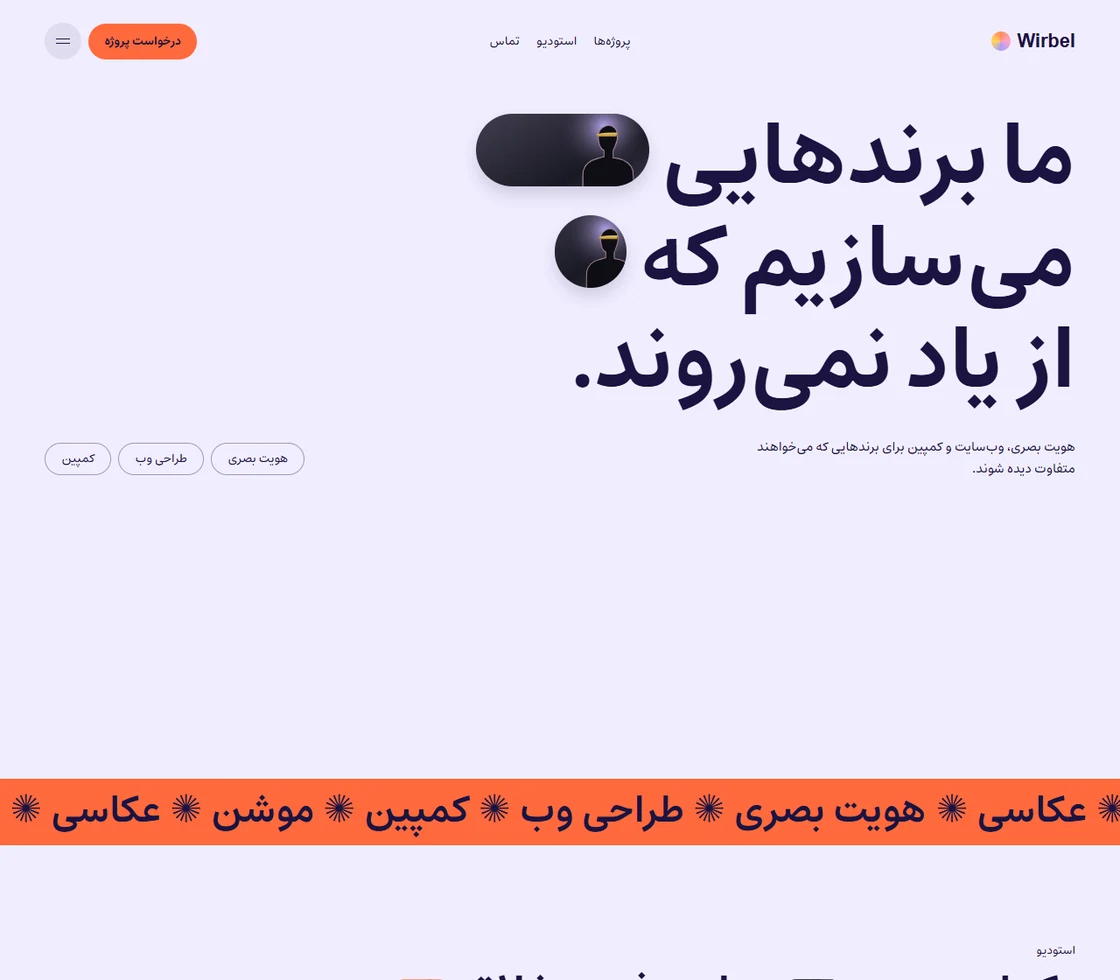 Wirbel
پروژه‌ها
استودیو
تماس
درخواست پروژه
ما برندهایی
می‌سازیم که
از یاد نمی‌روند.
هویت بصری، وب‌سایت و کمپین برای برندهایی که می‌خواهند
متفاوت دیده شوند.
هویت بصری
طراحی وب
کمپین
عکاسی ✺ هویت بصری ✺ طراحی وب ✺ کمپین ✺ موشن ✺ عکاسی
استودیو